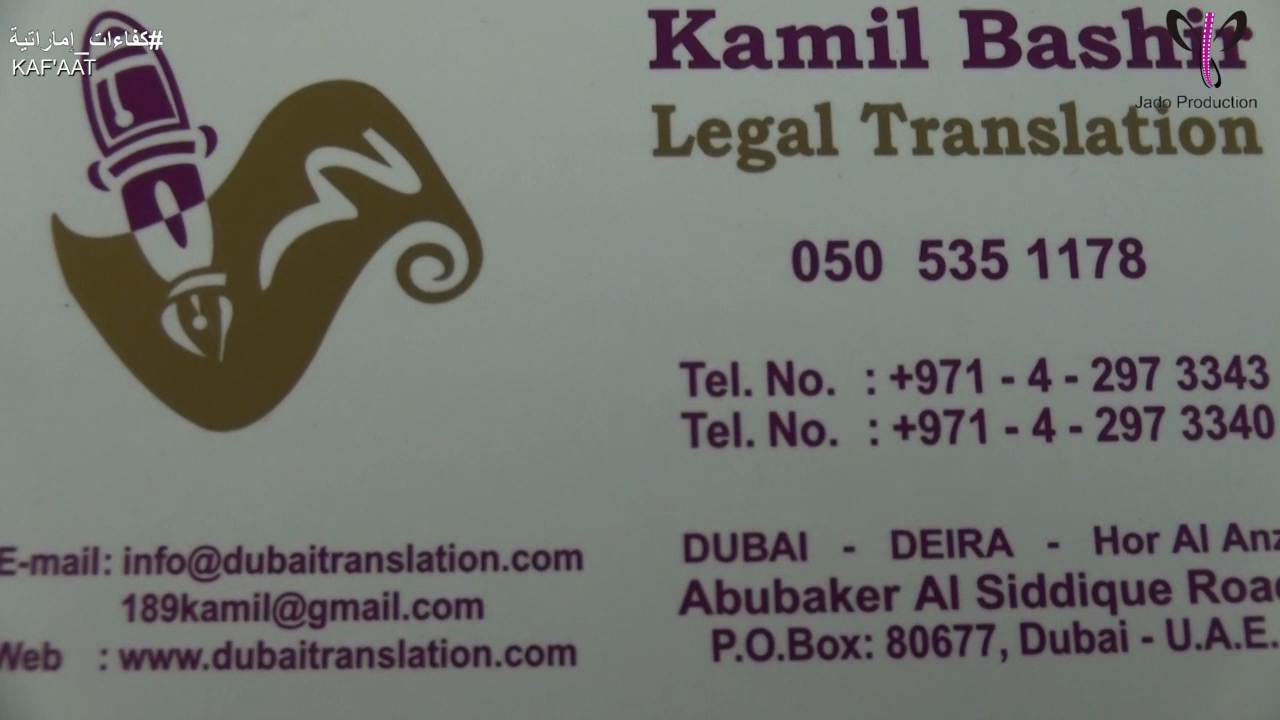 #كفاءات_إماراتية
KAF'AAT
Jado Production
Kamil Bashir
Legal Translation
050 535 1178
Tel. No. : +971 - 4 - 297 3343
Tel. No. : +971 - 4 - 297 3340
E-mail: info@dubaitranslation.com
189kamil@gmail.com
Web : www.dubaitranslation.com
DUBAI - DEIRA - Hor Al Anz
Abubaker Al Siddique Road
P.O.Box: 80677, Dubai - U.A.E.